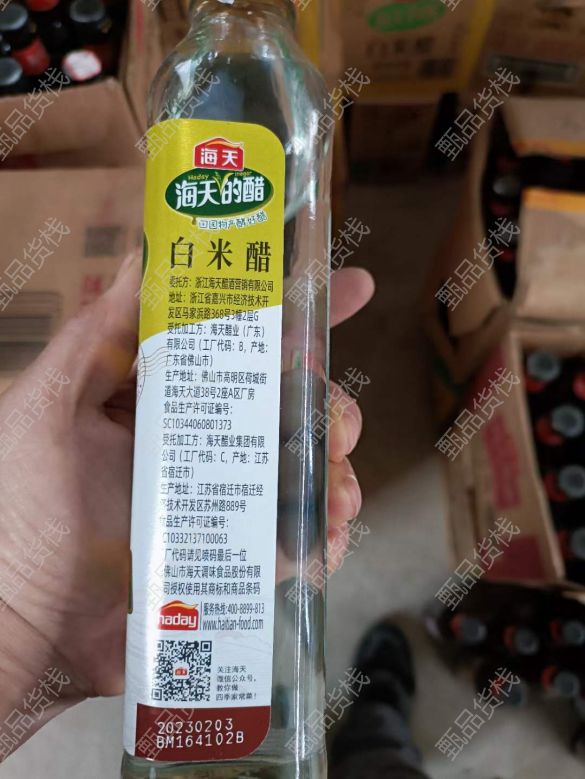 海天
Haday
海天的醋
白米醋
委托方：浙江海天醋酒营销有限公司
地址：浙江省嘉兴市经济技术开
发区马家浜路368号3幢2层G
受托加工方：海天醋业（广东）
有限公司（工厂代码：B，产地：
广东省佛山市）
生产地址：佛山市高明区荷城街
道海天大道38号2座A区厂房
食品生产许可证编号：
SC10344060801373
受托加工方：海天醋业集团有限
公司（工厂代码：C，产地：江苏
省宿迁市）
生产地址：江苏省宿迁市宿迁经
济技术开发区苏州路889号
食品生产许可证编号：
C10332137100063
厂代码请见喷码最后一位
佛山市海天调味食品股份有限
司授权使用其商标和商品条码
haday
服务热线:400-8899-813
www.haitian-food.com
关注海天
微信公众号,
教你做
四季家常菜！
20230203
BM164102B
白米醋
甄品货栈